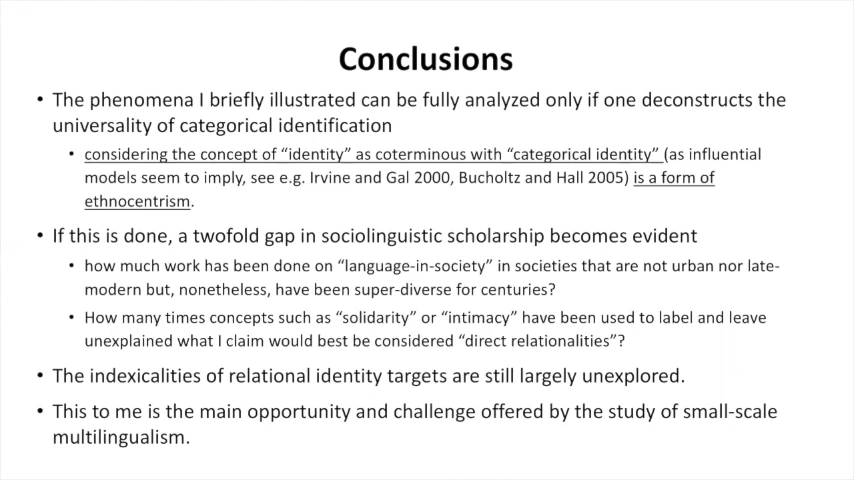 Conclusions
• The phenomena I briefly illustrated can be fully analyzed only if one deconstructs the
universality of categorical identification
• considering the concept of “identity” as coterminous with “categorical identity” (as influential
models seem to imply, see e.g. Irvine and Gal 2000, Bucholtz and Hall 2005) is a form of
ethnocentrism.
• If this is done, a twofold gap in sociolinguistic scholarship becomes evident
• how much work has been done on “language-in-society” in societies that are not urban nor late-
modern but, nonetheless, have been super-diverse for centuries?
• How many times concepts such as “solidarity” or “intimacy” have been used to label and leave
unexplained what I claim would best be considered “direct relationalities”?
• The indexicalities of relational identity targets are still largely unexplored.
• This to me is the main opportunity and challenge offered by the study of small-scale
multilingualism.